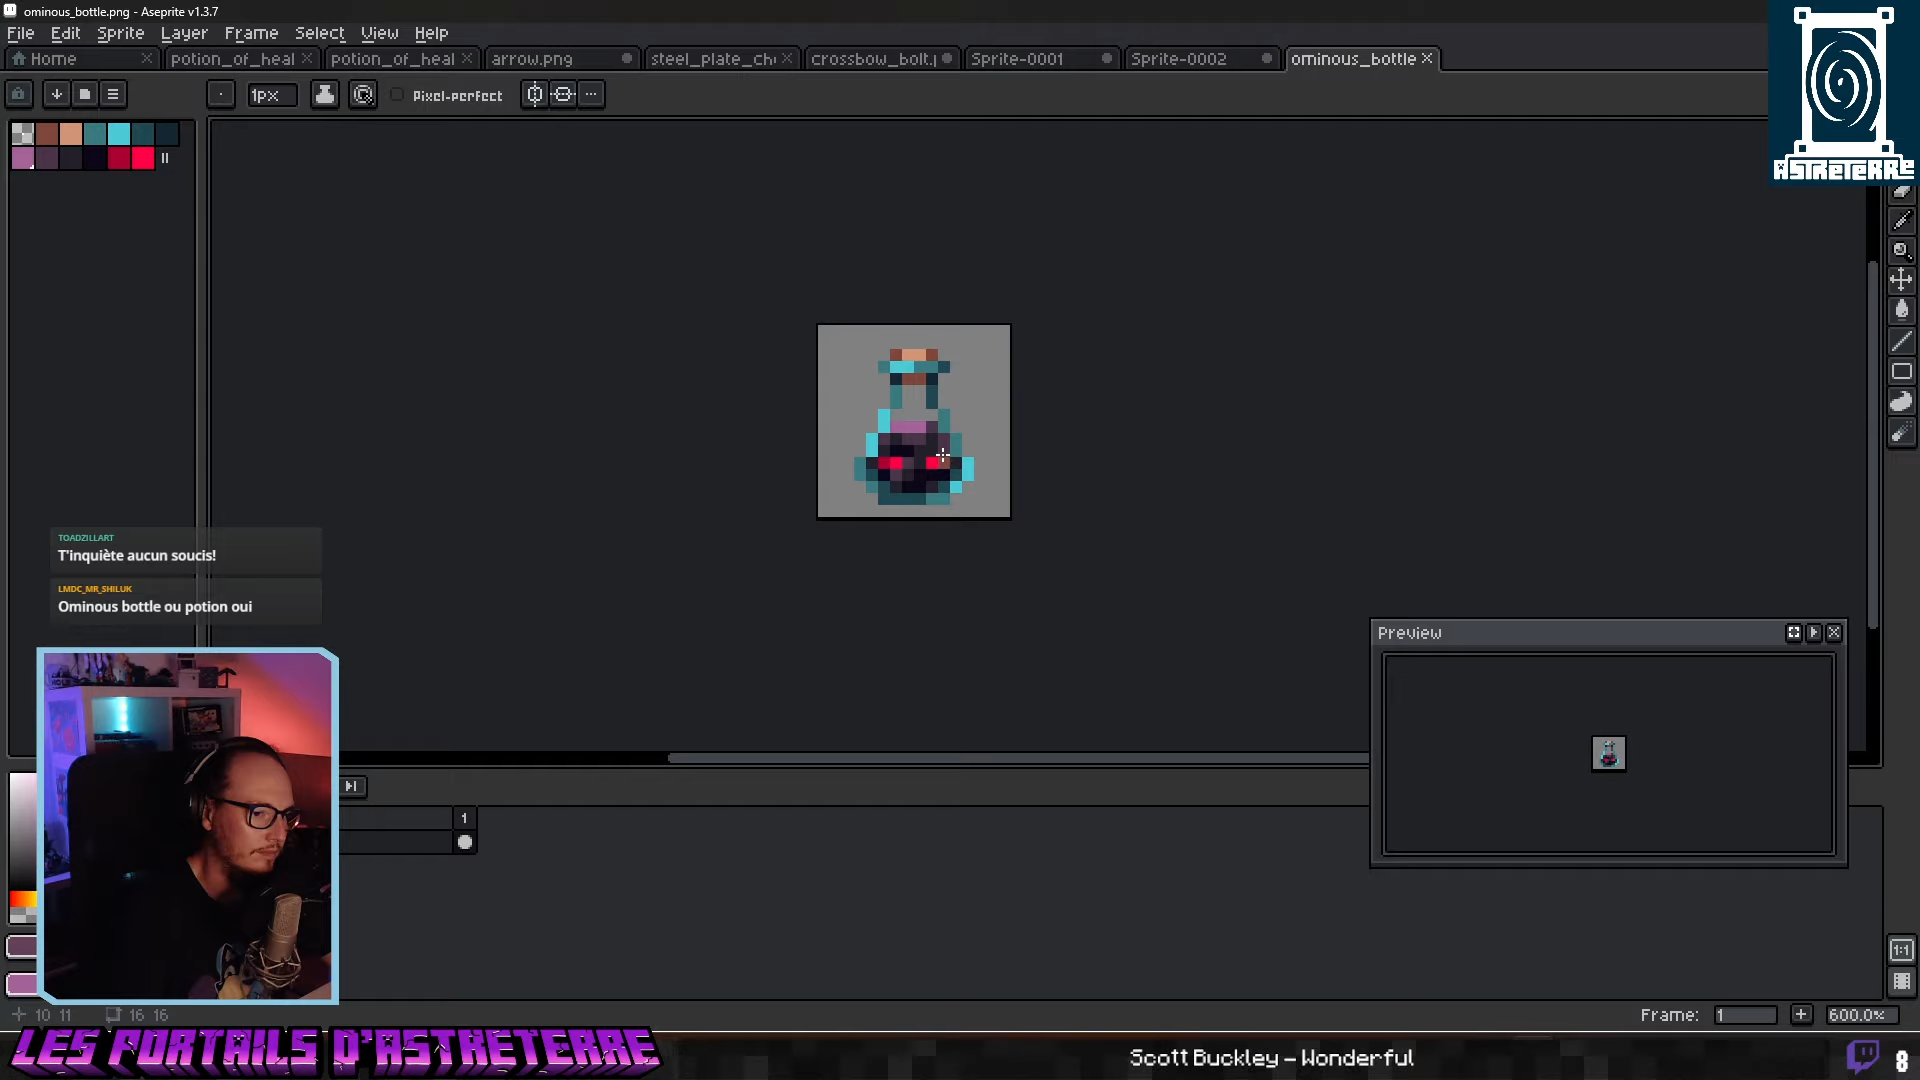 ominous_bottle.png - Aseprite v1.3.7
File Edit Sprite Layer Frame Select View Help
Home potion_of_heal potion_of_heal arrow.png steel_plate_ch crossbow_bolt. Sprite-0001 Sprite-0002 ominous_bottle
1px Pixel-perfect
ASTRETERRE
TOADZILLART
T'inquiète aucun soucis!
LMDC_MR_SHILUK
Ominous bottle ou potion oui
Preview
1
1:1
10 11 16 16
Frame: 1 600.0%
LES PORTAILS D'ASTRETERRE
Scott Buckley – Wonderful
8